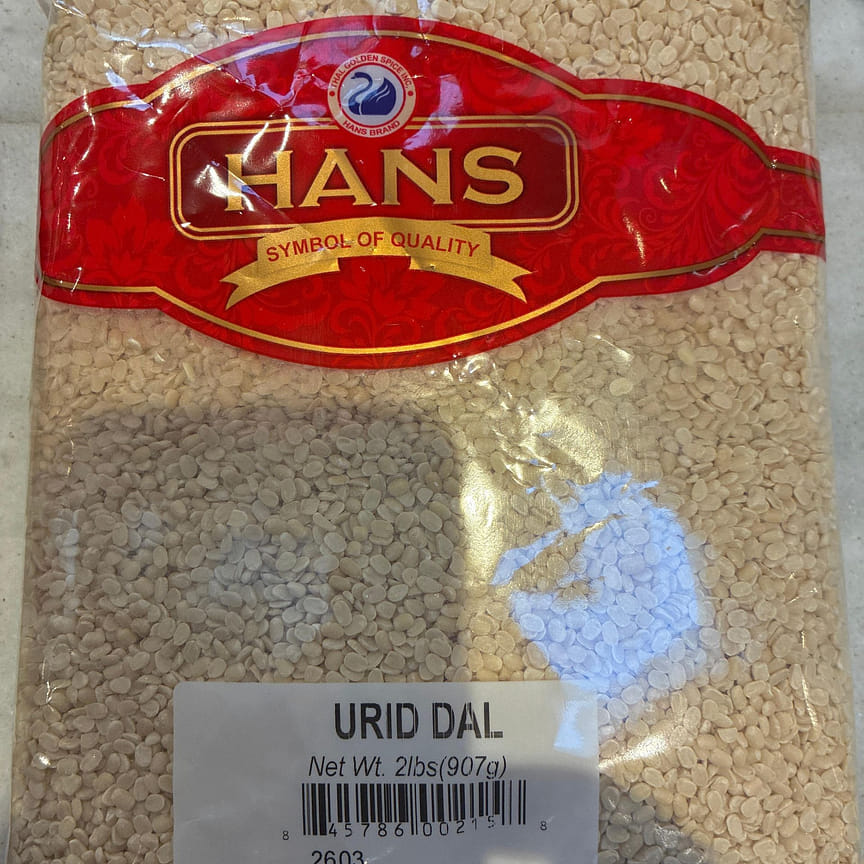 THAL GOLDEN SPICE INC.
HANS BRAND
HANS
SYMBOL OF QUALITY
URID DAL
Net Wt. 2lbs(907g)
8 45786 00215 8
2603